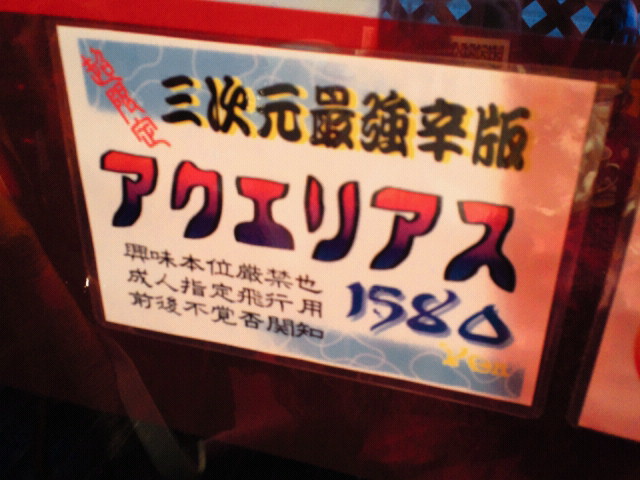 三次元最強辛版
アクエリアス
興味本位厳禁也
成人指定飛行用
前後不覚否関知
1580